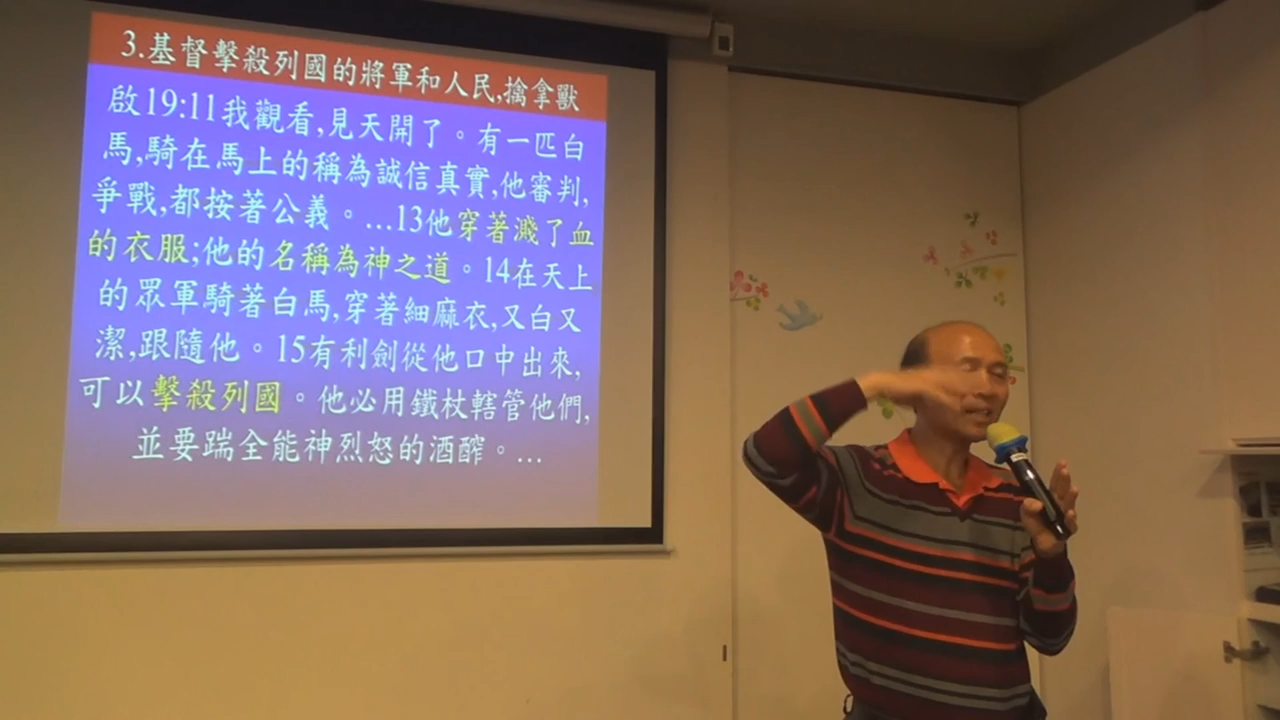 3.基督擊殺列國的將軍和人民,擒拿獸
啟19:11我觀看,見天開了。有一匹白
馬,騎在馬上的稱為誠信真實,他審判,
爭戰,都按著公義。…13他穿著濺了血
的衣服;他的名稱為神之道。14在天上
的眾軍騎著白馬,穿著細麻衣,又白又
潔,跟隨他。15有利劍從他口中出來,
可以擊殺列國。他必用鐵杖轄管他們,
並要踹全能神烈怒的酒醡。…